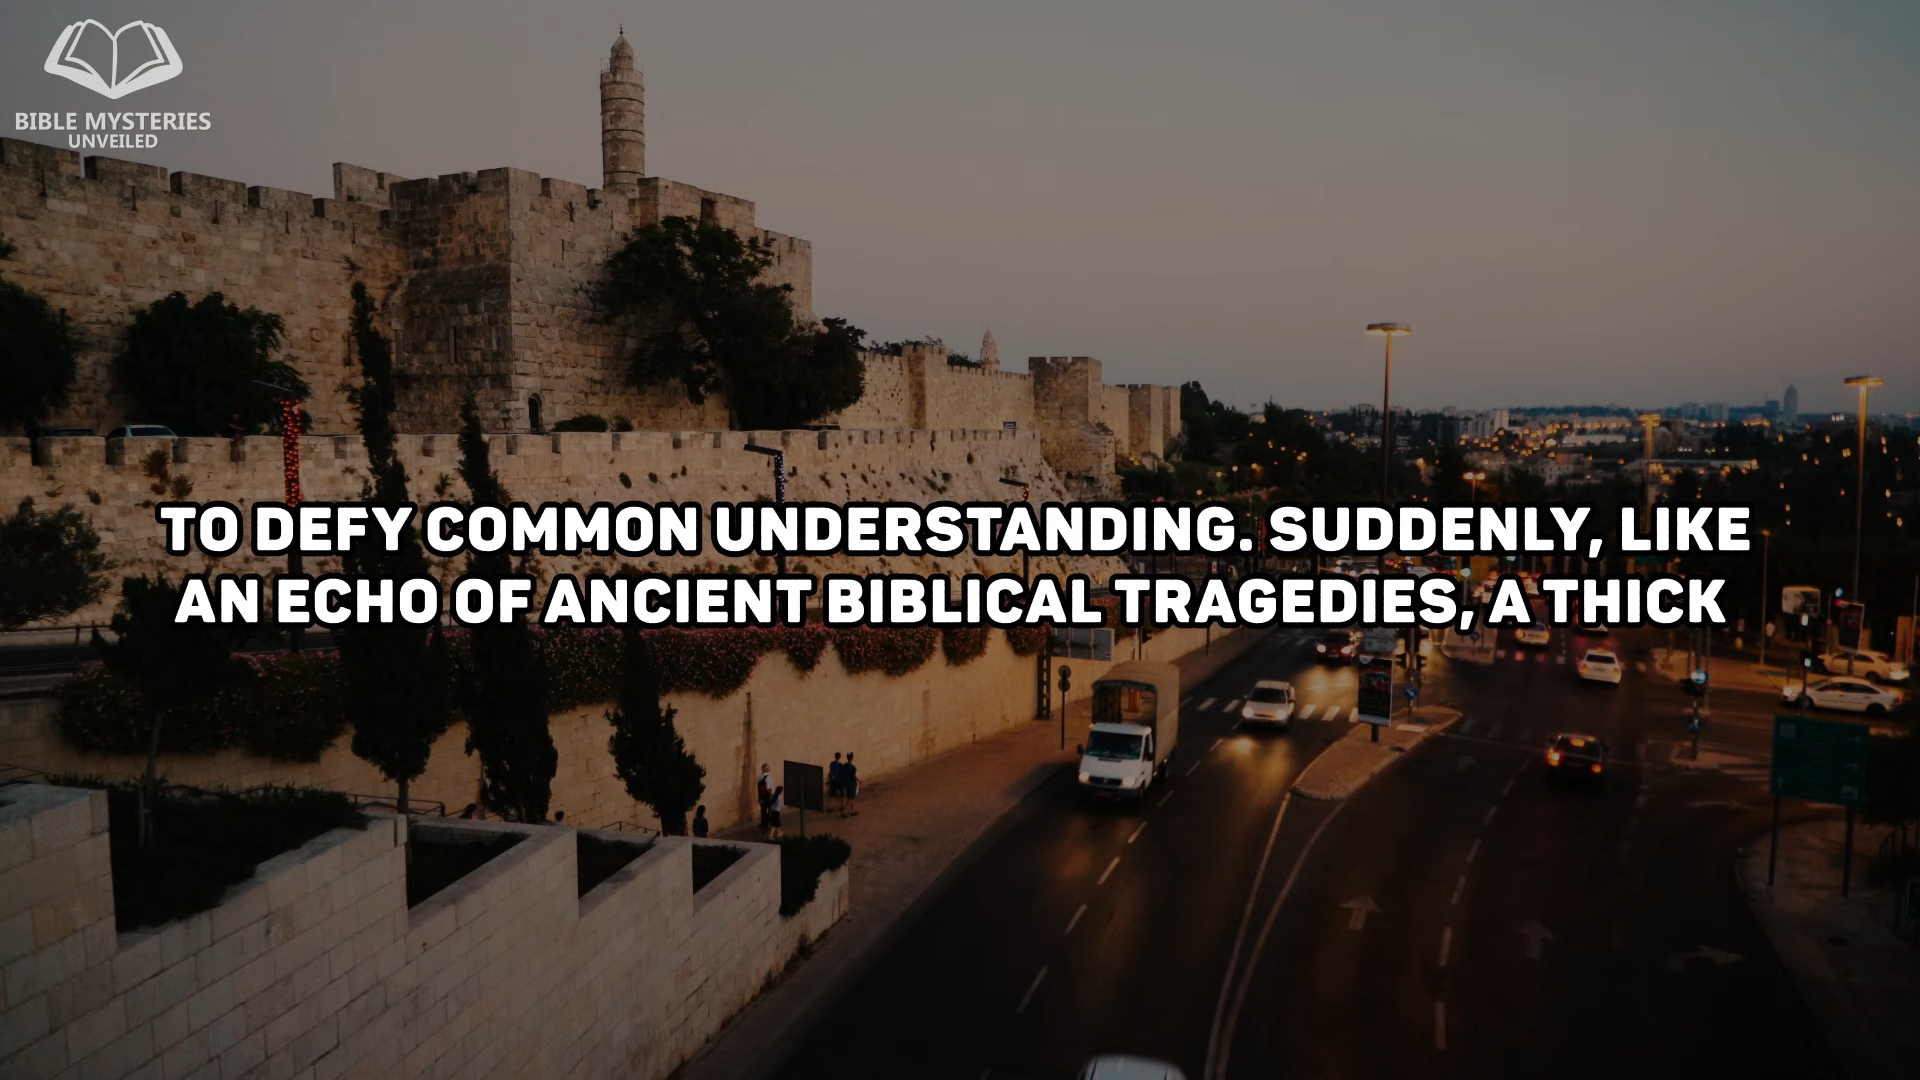 BIBLE MYSTERIES
UNVEILED
TO DEFY COMMON UNDERSTANDING. SUDDENLY, LIKE
AN ECHO OF ANCIENT BIBLICAL TRAGEDIES, A THICK